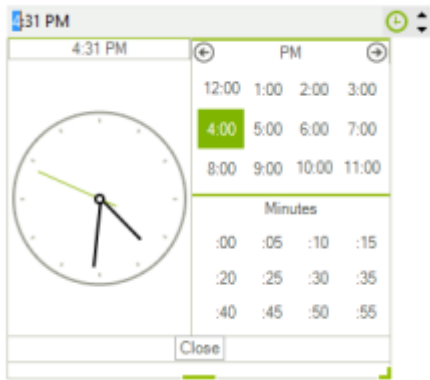 4:31 PM
4:31 PM
PM
12:00 1:00 2:00 3:00
4:00 5:00 6:00 7:00
8:00 9:00 10:00 11:00
Minutes
:00 :05 :10 :15
:20 :25 :30 :35
:40 :45 :50 :55
Close